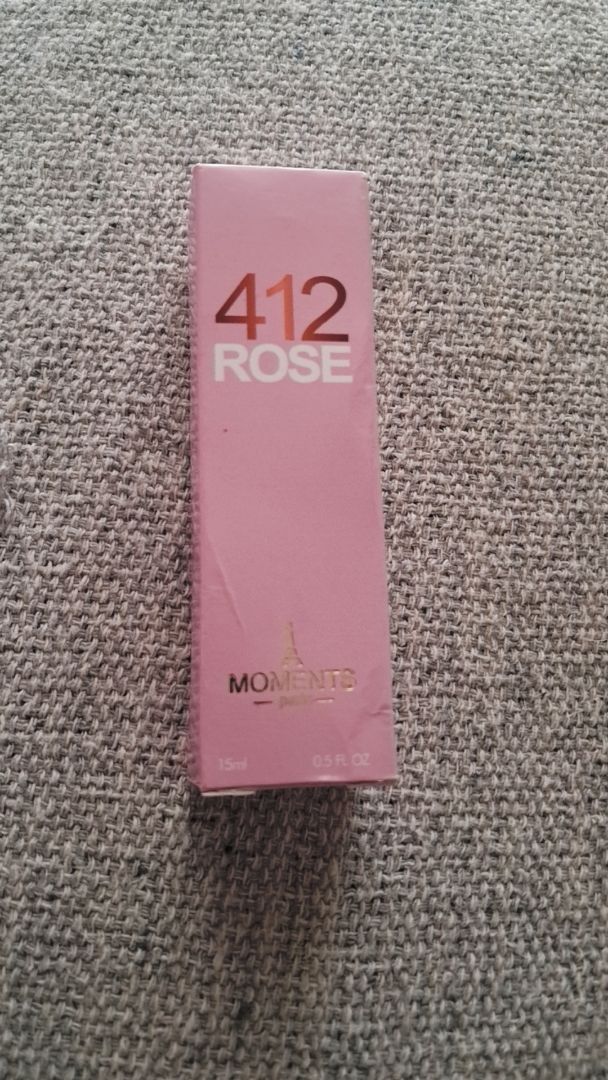 412
ROSE
MOMENTS
paris
15ml 0.5 FL OZ